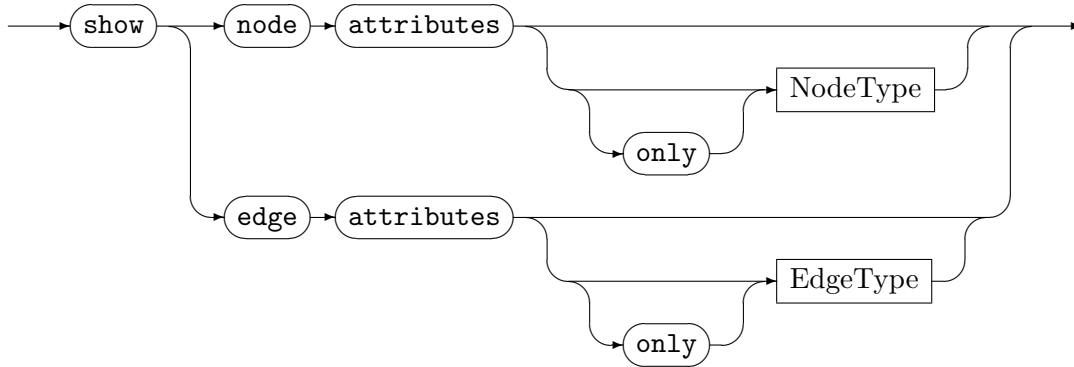 show node attributes
NodeType
only
edge attributes
EdgeType
only